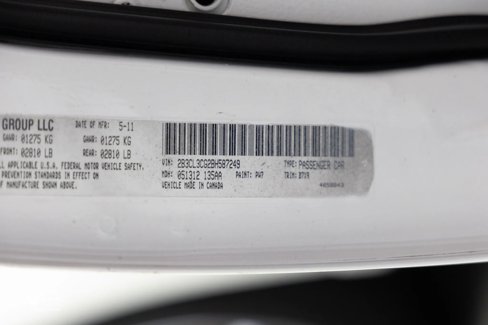 GROUP LLC DATE OF MFR: 5-11
GAWR: 01275 KG GAWR: 01275 KG
FRONT: 02810 LB REAR: 02810 LB
ALL APPLICABLE U.S.A. FEDERAL MOTOR VEHICLE SAFETY,
PREVENTION STANDARDS IN EFFECT ON
OF MANUFACTURE SHOWN ABOVE.
VIN: 2B3CL3CG2BH587249 TYPE: PASSENGER CAR
MDH: 051312 135AA PAINT: PW7 TRIM: D7X9
VEHICLE MADE IN CANADA